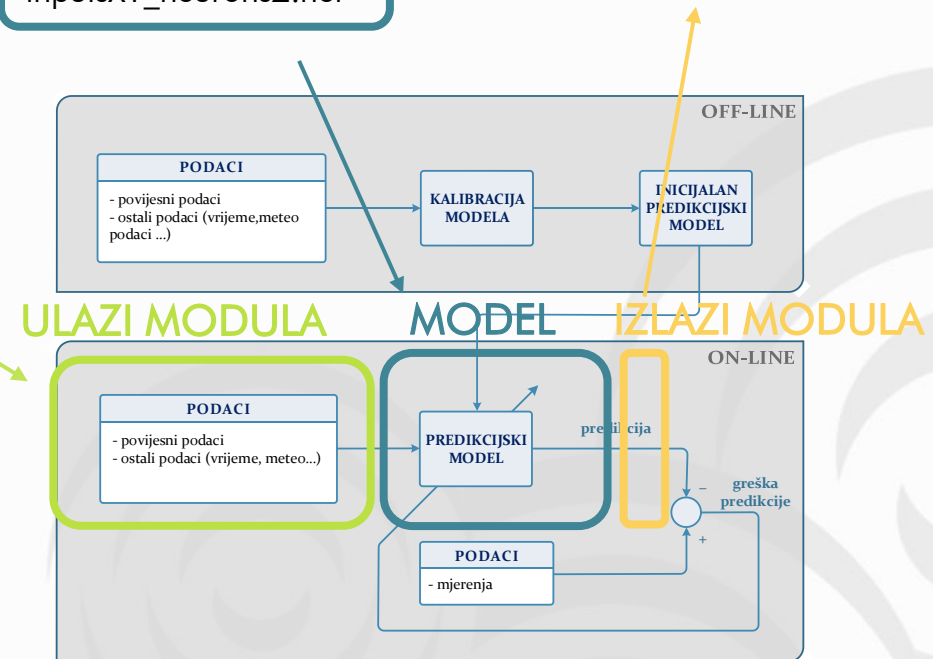 OFF-LINE
PODACI
- povijesni podaci
- ostali podaci (vrijeme,meteo
podaci ...)
KALIBRACIJA
MODELA
INICIJALAN
PREDIKCIJSKI
MODEL
ULAZI MODULA
MODEL
IZLAZI MODULA
ON-LINE
PODACI
- povijesni podaci
- ostali podaci (vrijeme, meteo...)
PREDIKCIJSKI
MODEL
predikcija
–
greška
predikcije
+
PODACI
- mjerenja